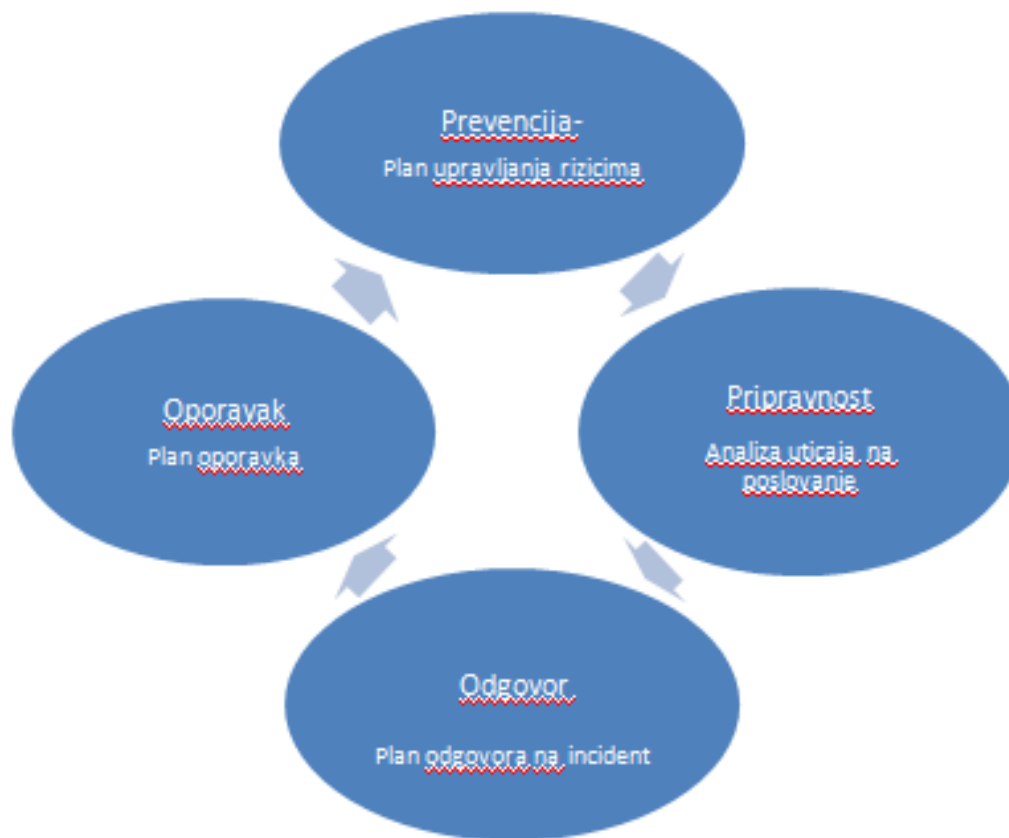 Prevencija-
Plan upravljanja rizicima
Pripravnost
Analiza uticaja na
poslovanje
Odgovor
Plan odgovora na incident
Oporavak
Plan oporavka